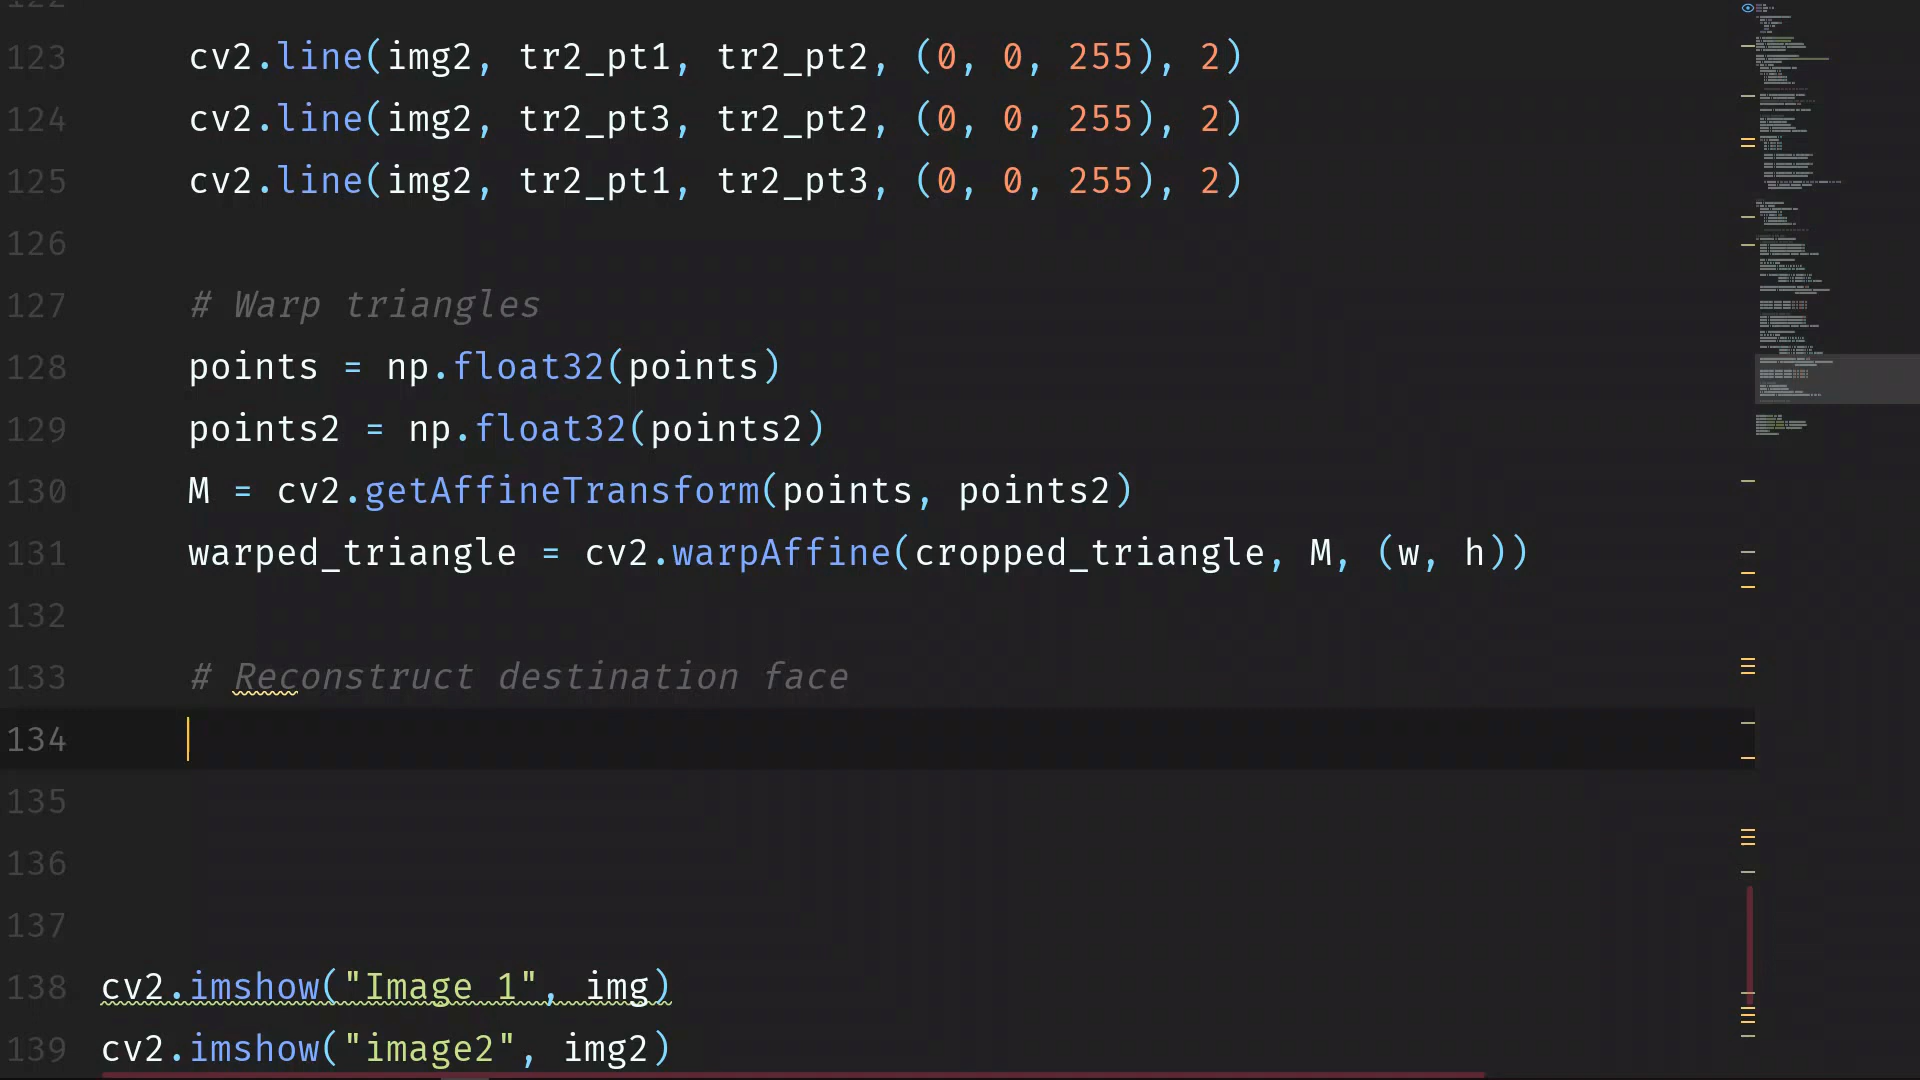 123 cv2.line(img2, tr2_pt1, tr2_pt2, (0, 0, 255), 2)
124 cv2.line(img2, tr2_pt3, tr2_pt2, (0, 0, 255), 2)
125 cv2.line(img2, tr2_pt1, tr2_pt3, (0, 0, 255), 2)
126
127 # Warp triangles
128 points = np.float32(points)
129 points2 = np.float32(points2)
130 M = cv2.getAffineTransform(points, points2)
131 warped_triangle = cv2.warpAffine(cropped_triangle, M, (w, h))
132
133 # Reconstruct destination face
134
135
136
137
138 cv2.imshow("Image 1", img)
139 cv2.imshow("image2", img2)